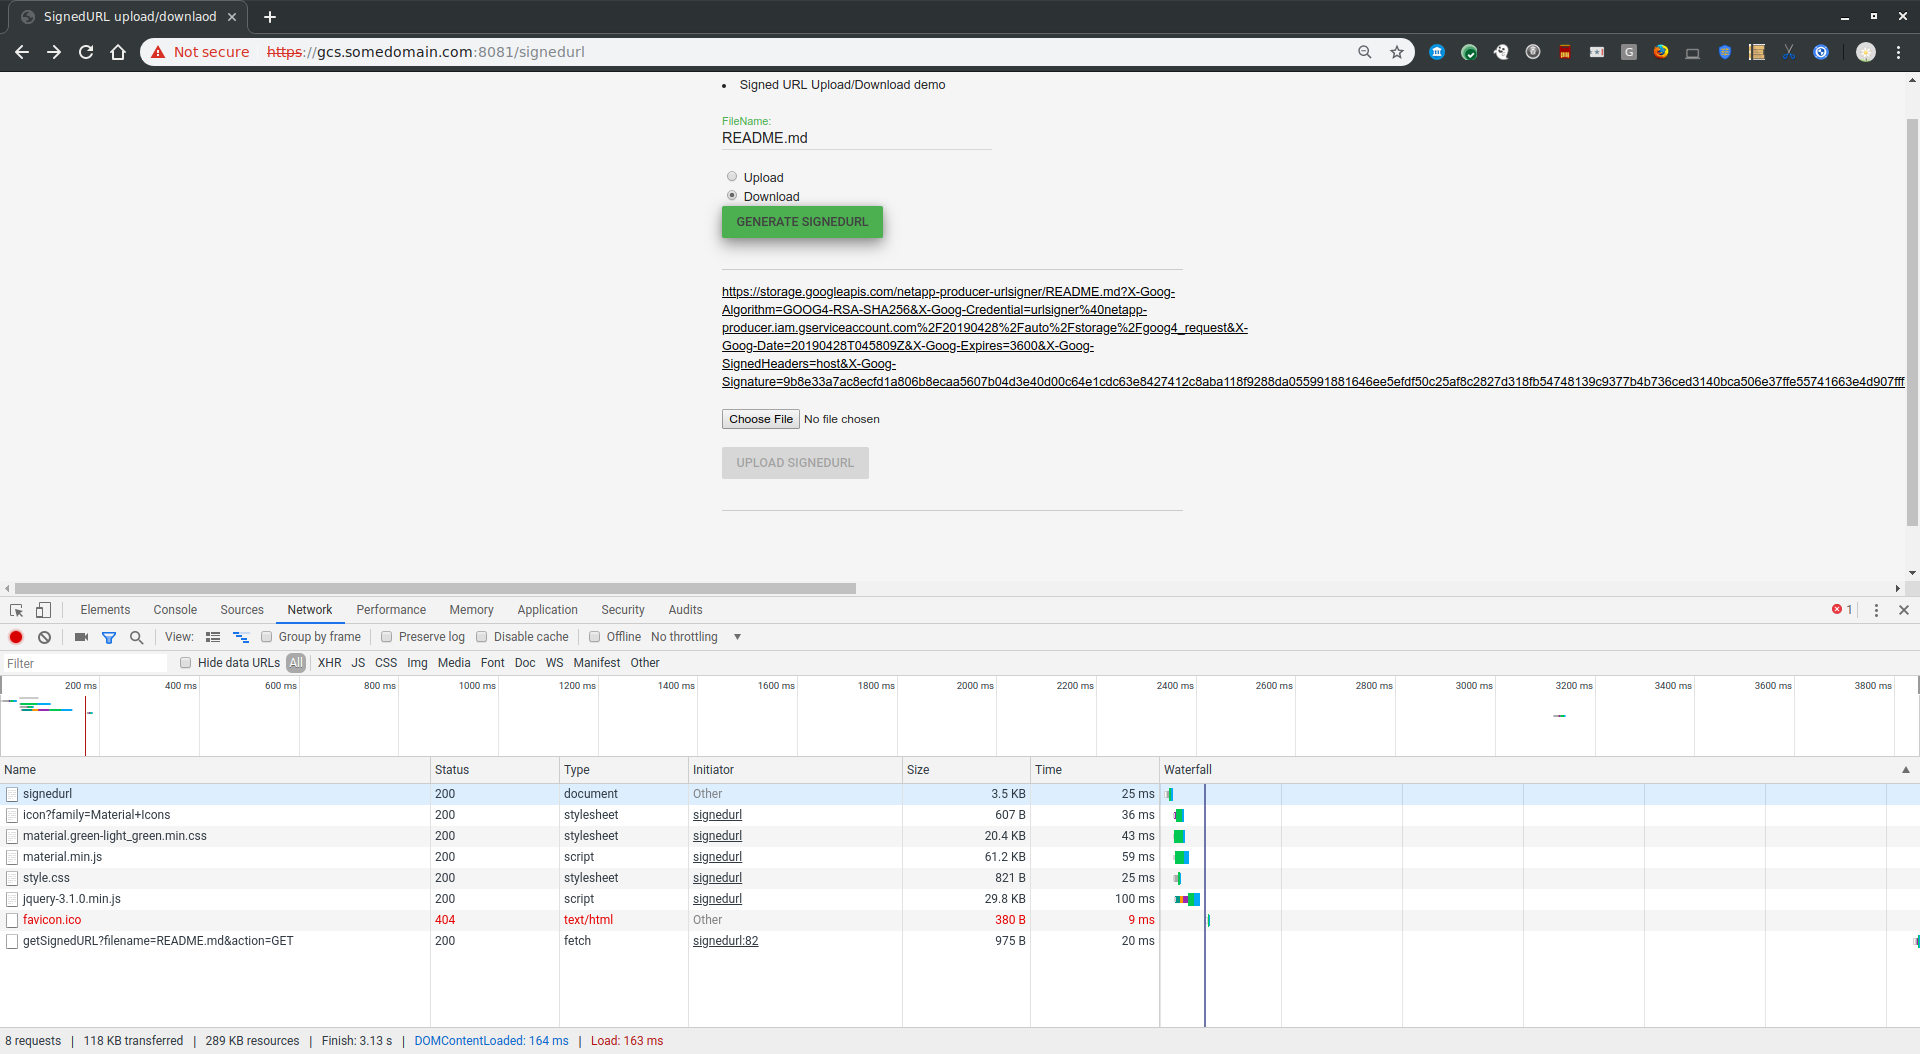 SignedURL upload/downlaod
Not secure https://gcs.somedomain.com:8081/signedurl
Signed URL Upload/Download demo
FileName:
README.md
Upload
Download
GENERATE SIGNEDURL
https://storage.googleapis.com/netapp-producer-urlsigner/README.md?X-Goog-
Algorithm=GOOG4-RSA-SHA256&X-Goog-Credential=urlsigner%40netapp-
producer.iam.gserviceaccount.com%2F20190428%2Fauto%2Fstorage%2Fgoog4_request&X-
Goog-Date=20190428T045809Z&X-Goog-Expires=3600&X-Goog-
SignedHeaders=host&X-Goog-
Signature=9b8e33a7ac8ecfd1a806b8ecaa5607b04d3e40d00c64e1cdc63e8427412c8aba118f9288da055991881646ee5efdf50c25af8c2827d318fb54748139c9377b4b736ced3140bca506e37ffe55741663e4d907fff
Choose File No file chosen
UPLOAD SIGNEDURL
Elements Console Sources Network Performance Memory Application Security Audits 1
View: Group by frame Preserve log Disable cache Offline No throttling
Filter Hide data URLs All XHR JS CSS Img Media Font Doc WS Manifest Other
200 ms 400 ms 600 ms 800 ms 1000 ms 1200 ms 1400 ms 1600 ms 1800 ms 2000 ms 2200 ms 2400 ms 2600 ms 2800 ms 3000 ms 3200 ms 3400 ms 3600 ms 3800 ms
Name Status Type Initiator Size Time Waterfall
signedurl 200 document Other 3.5 KB 25 ms
icon?family=Material+Icons 200 stylesheet signedurl 607 B 36 ms
material.green-light_green.min.css 200 stylesheet signedurl 20.4 KB 43 ms
material.min.js 200 script signedurl 61.2 KB 59 ms
style.css 200 stylesheet signedurl 821 B 25 ms
jquery-3.1.0.min.js 200 script signedurl 29.8 KB 100 ms
favicon.ico 404 text/html Other 380 B 9 ms
getSignedURL?filename=README.md&action=GET 200 fetch signedurl:82 975 B 20 ms
8 requests | 118 KB transferred | 289 KB resources | Finish: 3.13 s | DOMContentLoaded: 164 ms | Load: 163 ms